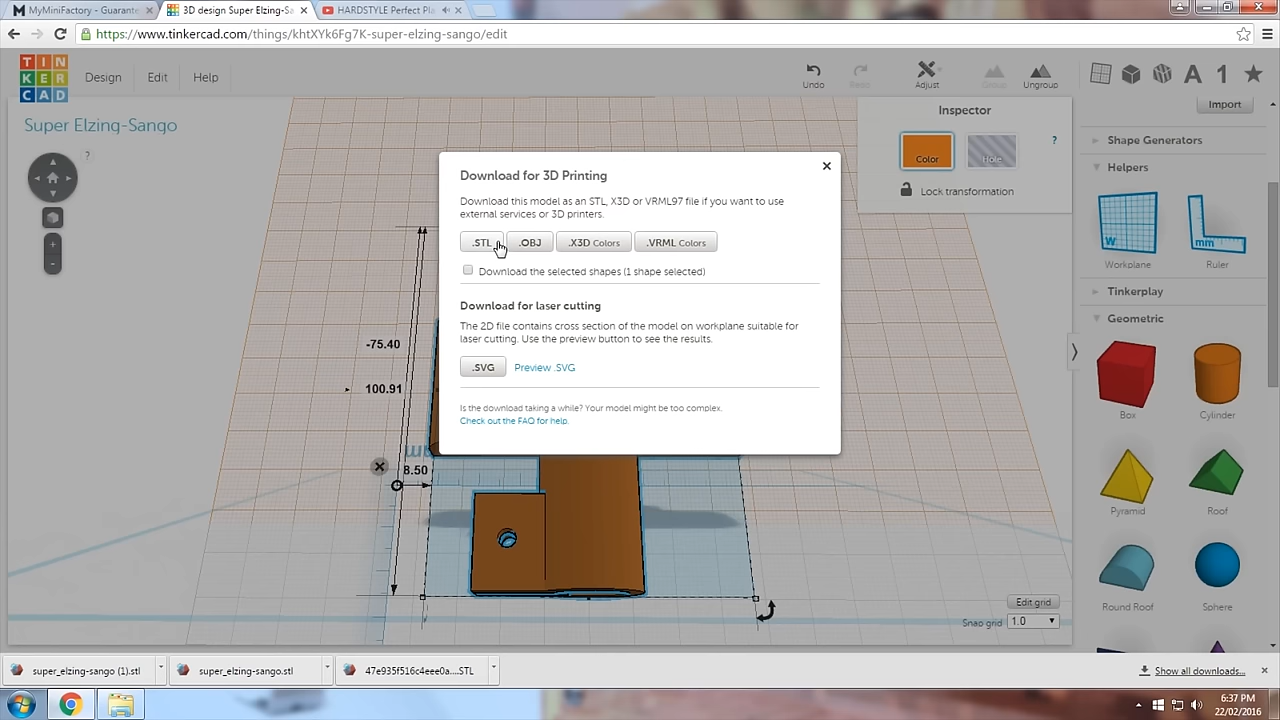 MyMiniFactory - Guarante
3D design Super Elzing-Sa
HARDSTYLE Perfect Pla
https://www.tinkercad.com/things/khtXYk6Fg7K-super-elzing-sango/edit
TIN
KER
CAD
Design
Edit
Help
Undo
Redo
Adjust
Group
Ungroup
Super Elzing-Sango
?
Inspector
Color
Hole
?
Lock transformation
Import
Shape Generators
Helpers
Workplane
Ruler
Tinkerplay
Geometric
Box
Cylinder
Pyramid
Roof
Round Roof
Sphere
Download for 3D Printing
Download this model as an STL, X3D or VRML97 file if you want to use
external services or 3D printers.
.STL
.OBJ
.X3D Colors
.VRML Colors
Download the selected shapes (1 shape selected)
Download for laser cutting
The 2D file contains cross section of the model on workplane suitable for
laser cutting. Use the preview button to see the results.
.SVG
Preview .SVG
Is the download taking a while? Your model might be too complex.
Check out the FAQ for help.
-75.40
100.91
8.50
Edit grid
Snap grid
1.0
super_elzing-sango (1).stl
super_elzing-sango.stl
47e935f516c4eee0a....STL
Show all downloads...
6:37 PM
22/02/2016